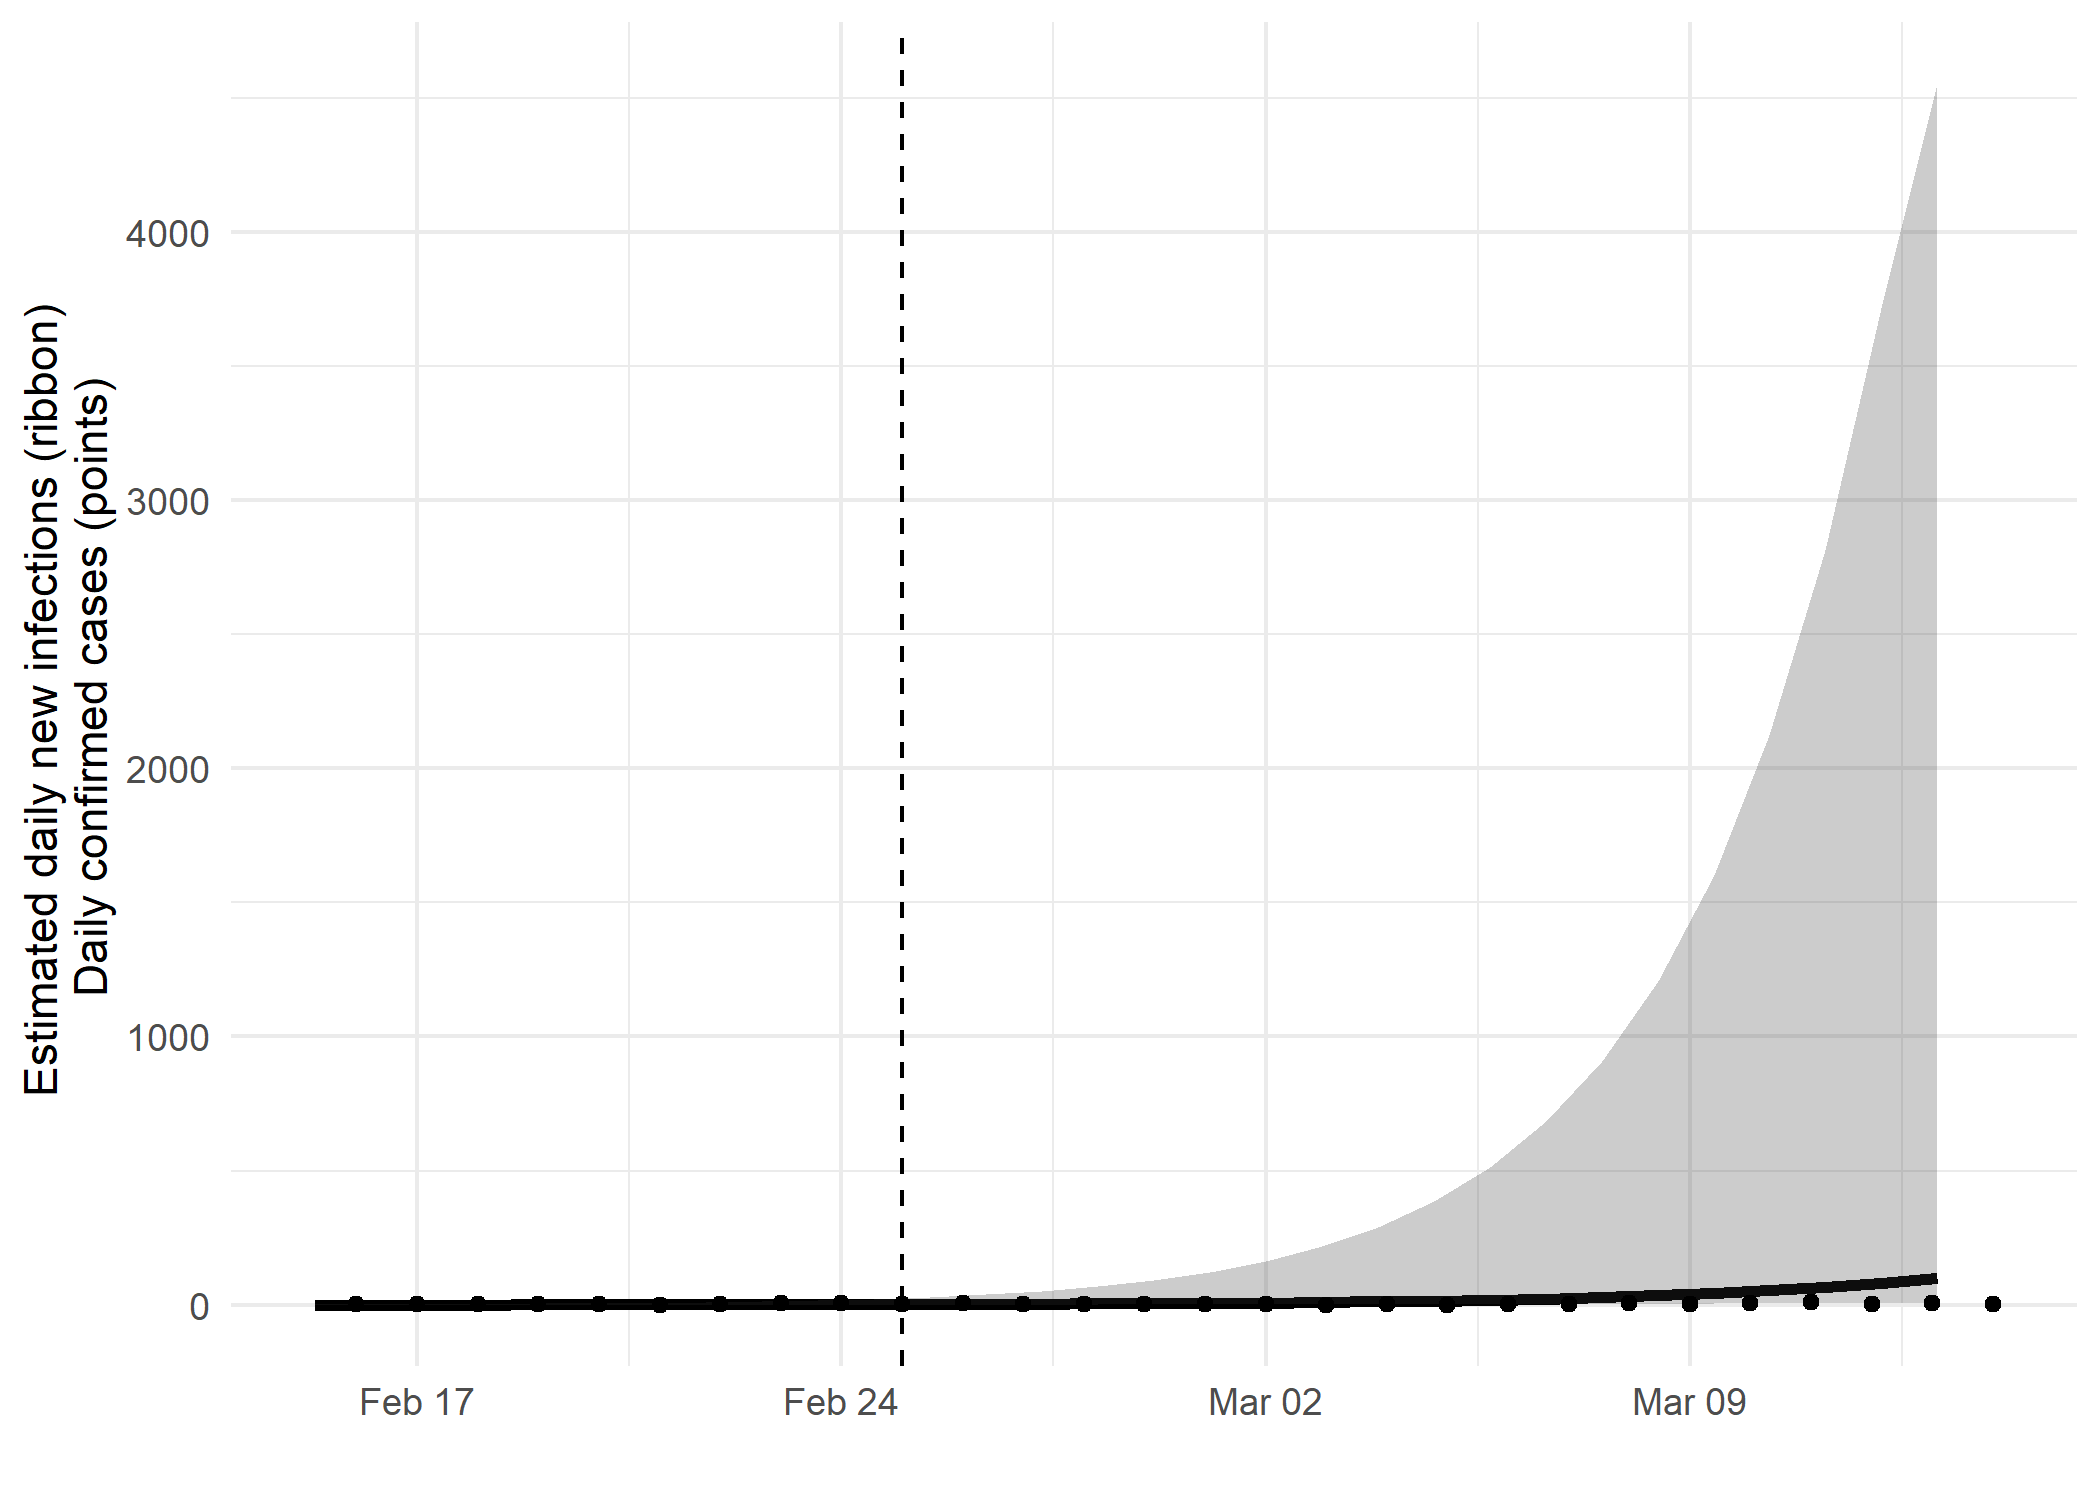 Estimated daily new infections (ribbon)
Daily confirmed cases (points)
4000
3000
2000
1000
0
Feb 17
Feb 24
Mar 02
Mar 09